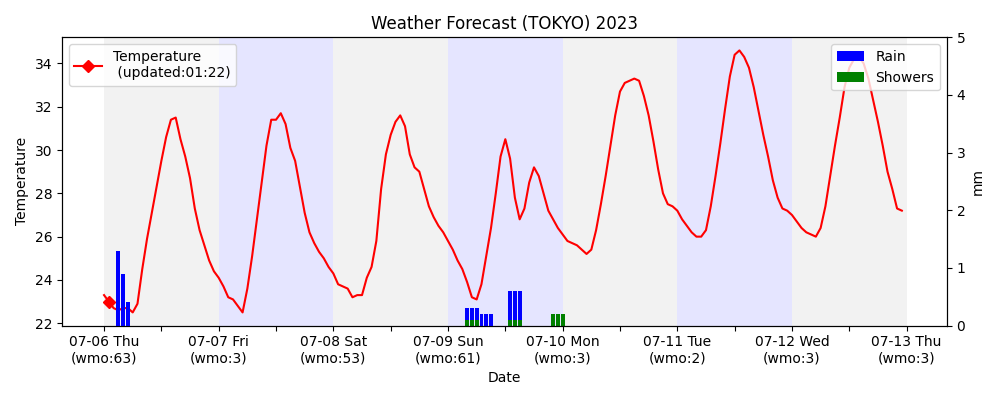 Weather Forecast (TOKYO) 2023
Temperature
(updated:01:22)
Rain
Showers
Temperature
34
32
30
28
26
24
22
5
4
3
2
1
0
mm
07-06 Thu
(wmo:63)
07-07 Fri
(wmo:3)
07-08 Sat
(wmo:53)
07-09 Sun
(wmo:61)
07-10 Mon
(wmo:3)
07-11 Tue
(wmo:2)
07-12 Wed
(wmo:3)
07-13 Thu
(wmo:3)
Date